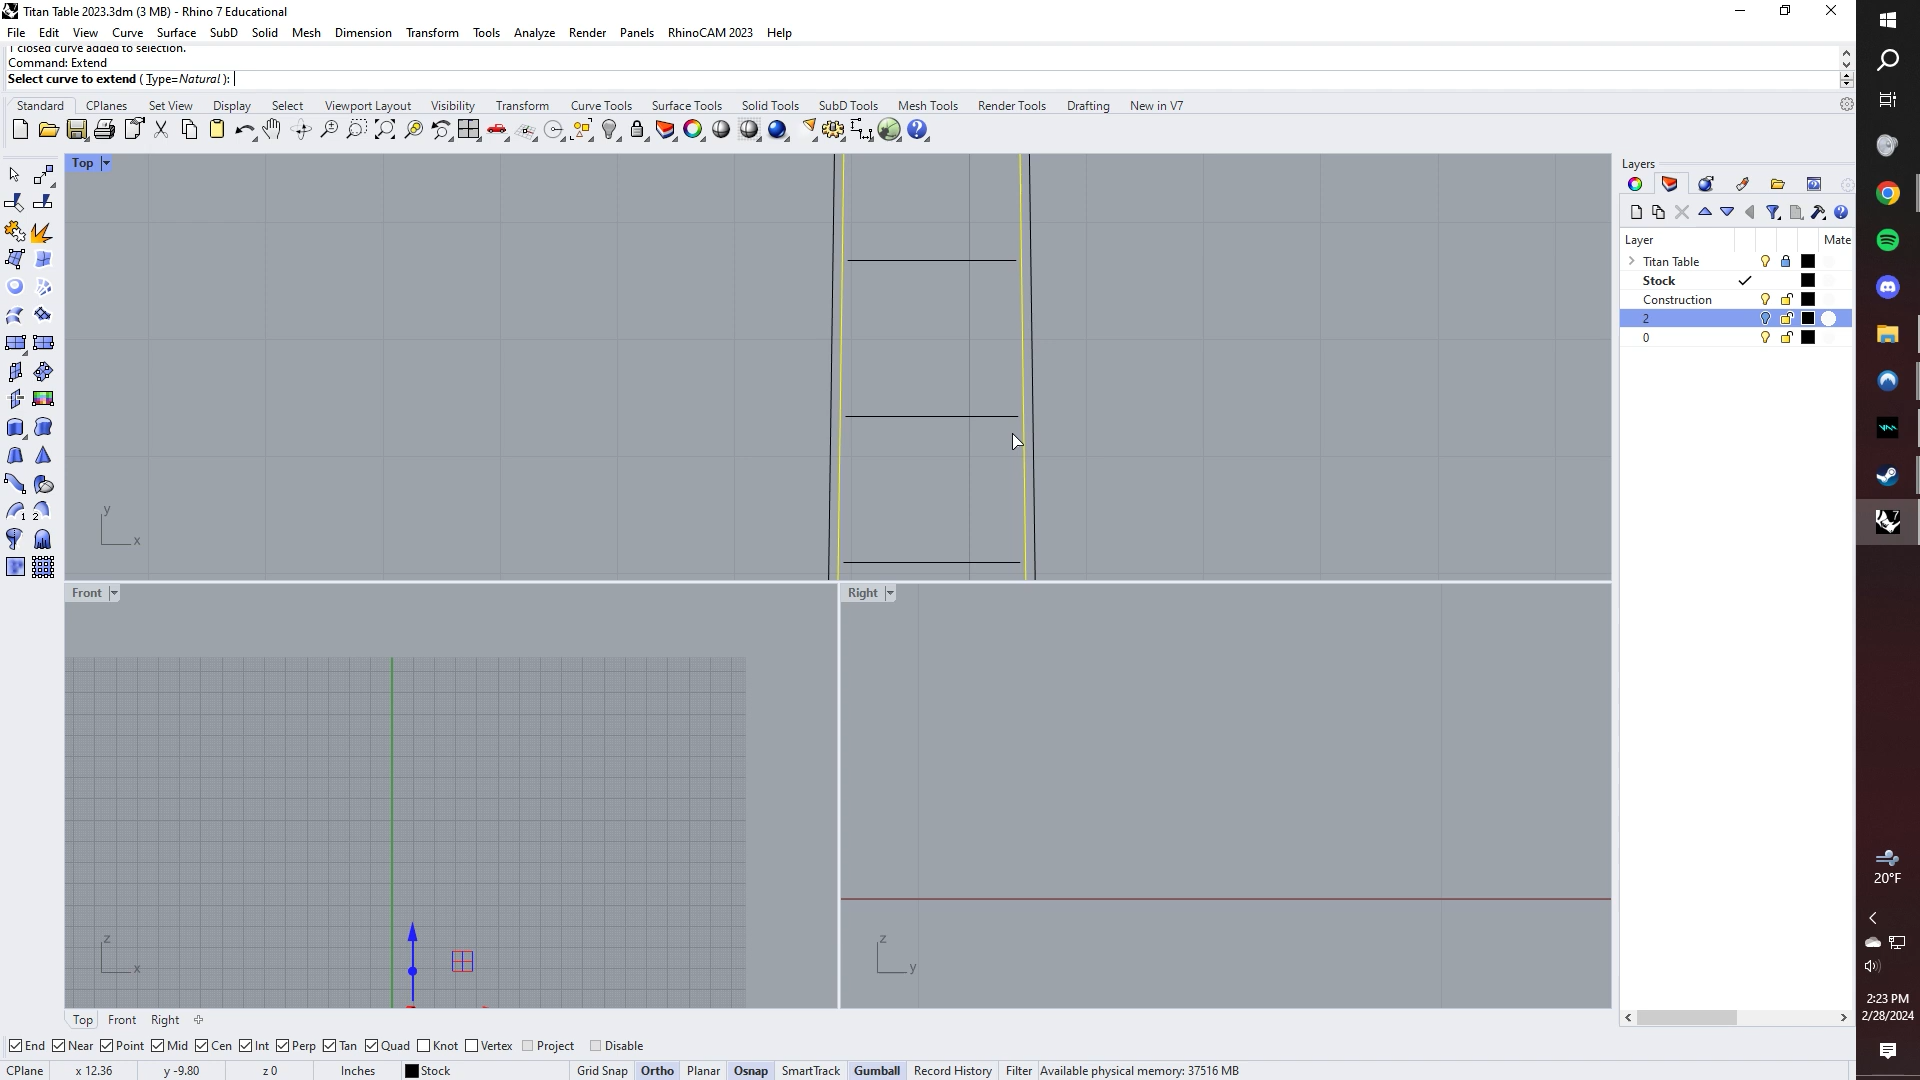 Titan Table 2023.3dm (3 MB) - Rhino 7 Educational
File Edit View Curve Surface SubD Solid Mesh Dimension Transform Tools Analyze Render Panels RhinoCAM 2023 Help
1 closed curve added to selection.
Command: Extend
Select curve to extend ( Type=Natural ):
Standard CPlanes Set View Display Select Viewport Layout Visibility Transform Curve Tools Surface Tools Solid Tools SubD Tools Mesh Tools Render Tools Drafting New in V7
Top
y
x
Front
z
x
Right
z
y
Layers
Layer Mate
Titan Table
Stock
Construction
2
0
Top Front Right
End Near Point Mid Cen Int Perp Tan Quad Knot Vertex Project Disable
CPlane x 12.36 y -9.80 z 0 Inches Stock Grid Snap Ortho Planar Osnap SmartTrack Gumball Record History Filter Available physical memory: 37516 MB
20°F
2:23 PM
2/28/2024